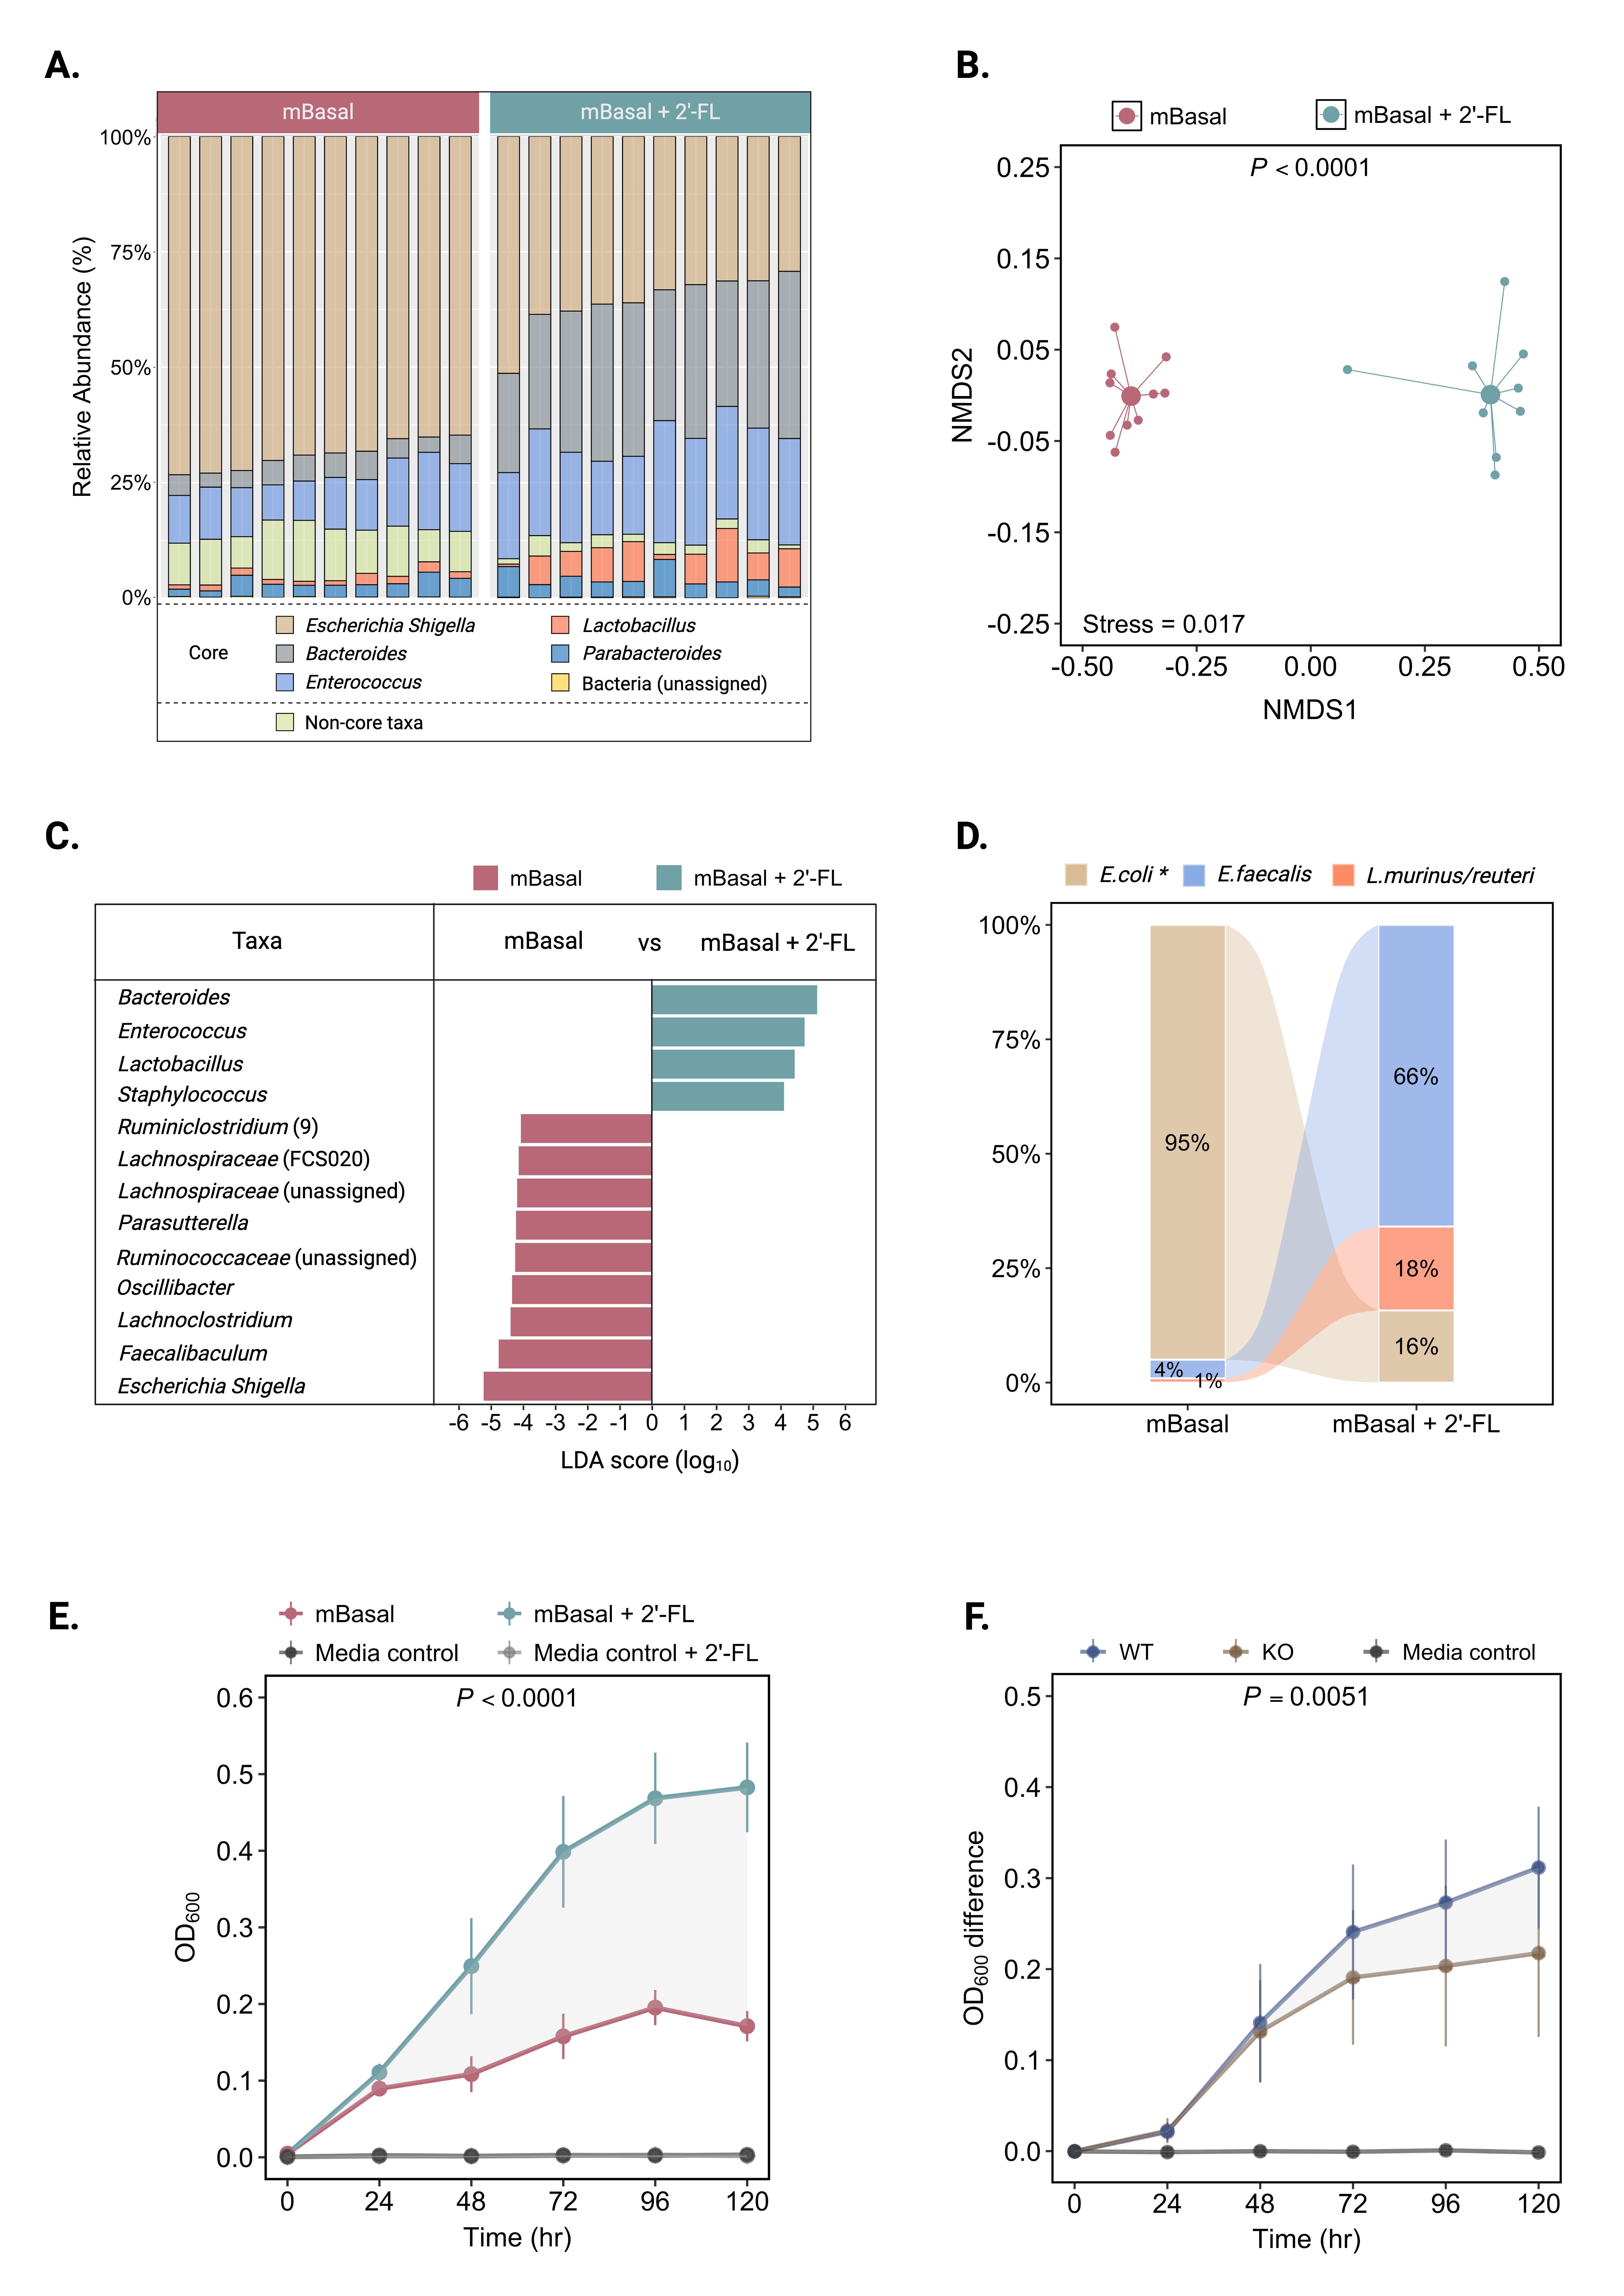 A.
mBasal
mBasal + 2'-FL
100%
75%
50%
25%
0%
Relative Abundance (%)
Core
Escherichia Shigella
Lactobacillus
Bacteroides
Parabacteroides
Enterococcus
Bacteria (unassigned)
Non-core taxa
B.
mBasal
mBasal + 2'-FL
P < 0.0001
0.25
0.15
0.05
-0.05
-0.15
-0.25
NMDS2
Stress = 0.017
-0.50
-0.25
0.00
0.25
0.50
NMDS1
C.
mBasal
mBasal + 2'-FL
Taxa
mBasal vs mBasal + 2'-FL
Bacteroides
Enterococcus
Lactobacillus
Staphylococcus
Ruminiclostridium (9)
Lachnospiraceae (FCS020)
Lachnospiraceae (unassigned)
Parasutterella
Ruminococcaceae (unassigned)
Oscillibacter
Lachnoclostridium
Faecalibaculum
Escherichia Shigella
-6 -5 -4 -3 -2 -1 0 1 2 3 4 5 6
LDA score (log₁₀)
D.
E.coli *
E.faecalis
L.murinus/reuteri
100%
75%
50%
25%
0%
95%
4%
1%
66%
18%
16%
mBasal
mBasal + 2'-FL
E.
mBasal
mBasal + 2'-FL
Media control
Media control + 2'-FL
P < 0.0001
0.6
0.5
0.4
0.3
0.2
0.1
0.0
OD₆₀₀
0 24 48 72 96 120
Time (hr)
F.
WT
KO
Media control
P = 0.0051
0.5
0.4
0.3
0.2
0.1
0.0
OD₆₀₀ difference
0 24 48 72 96 120
Time (hr)